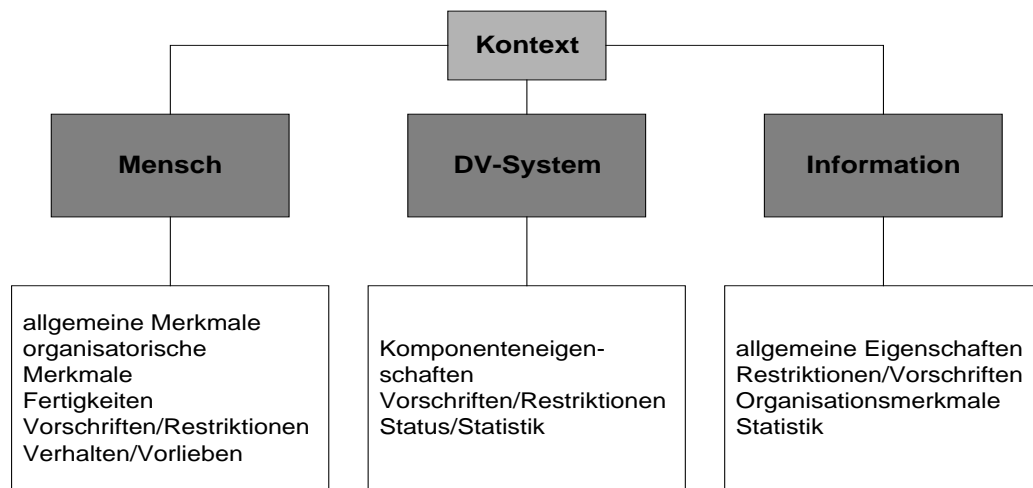 Kontext
Mensch
DV-System
Information
allgemeine Merkmale
organisatorische
Merkmale
Fertigkeiten
Vorschriften/Restriktionen
Verhalten/Vorlieben
Komponenteneigen-
schaften
Vorschriften/Restriktionen
Status/Statistik
allgemeine Eigenschaften
Restriktionen/Vorschriften
Organisationsmerkmale
Statistik